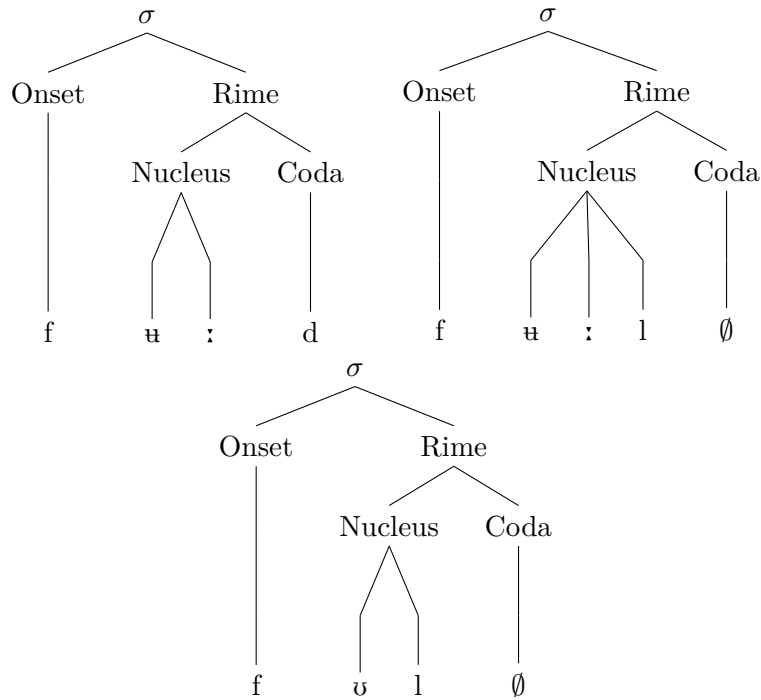 σ σ
Onset Rime Onset Rime
Nucleus Coda Nucleus Coda
f ʉ ː d f ʉ ː l ∅
σ
Onset Rime
Nucleus Coda
f ʊ l ∅